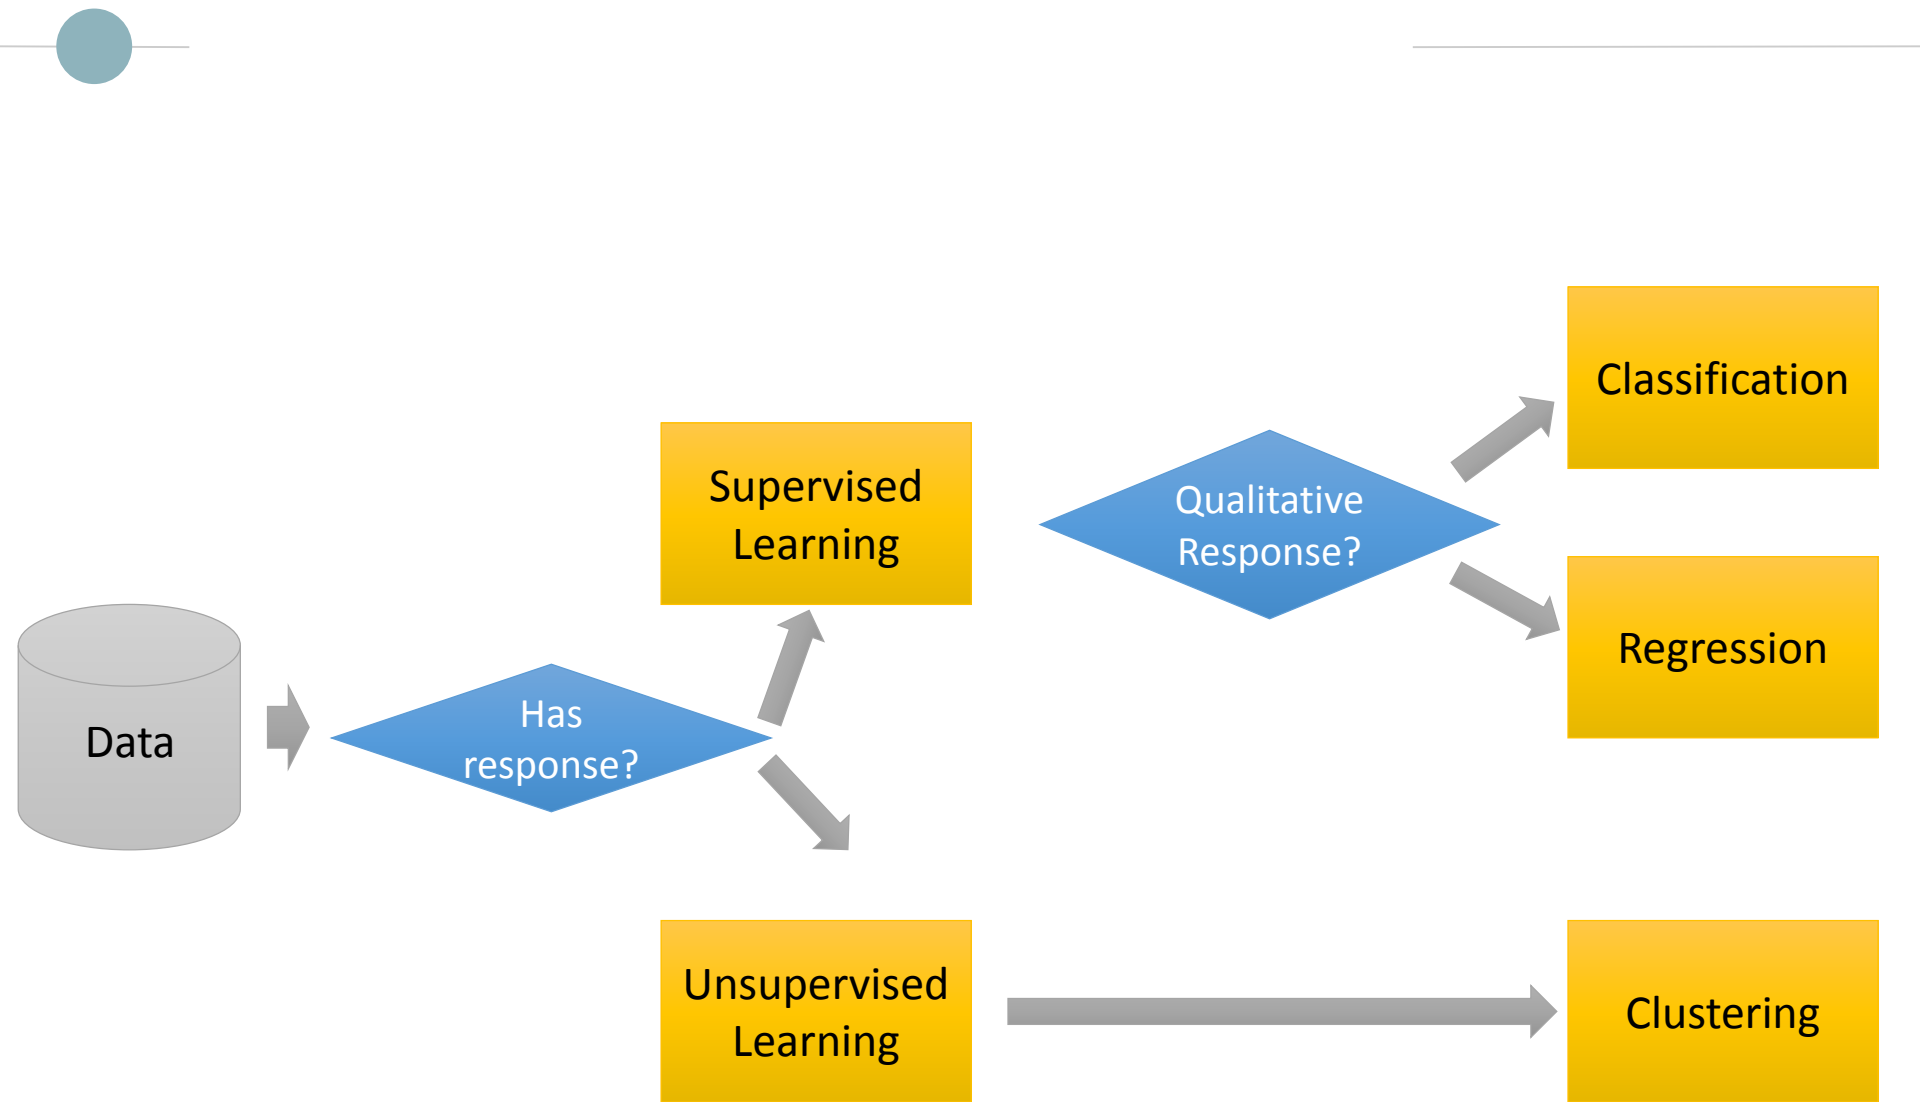 Data
Has
response?
Supervised
Learning
Qualitative
Response?
Classification
Regression
Unsupervised
Learning
Clustering